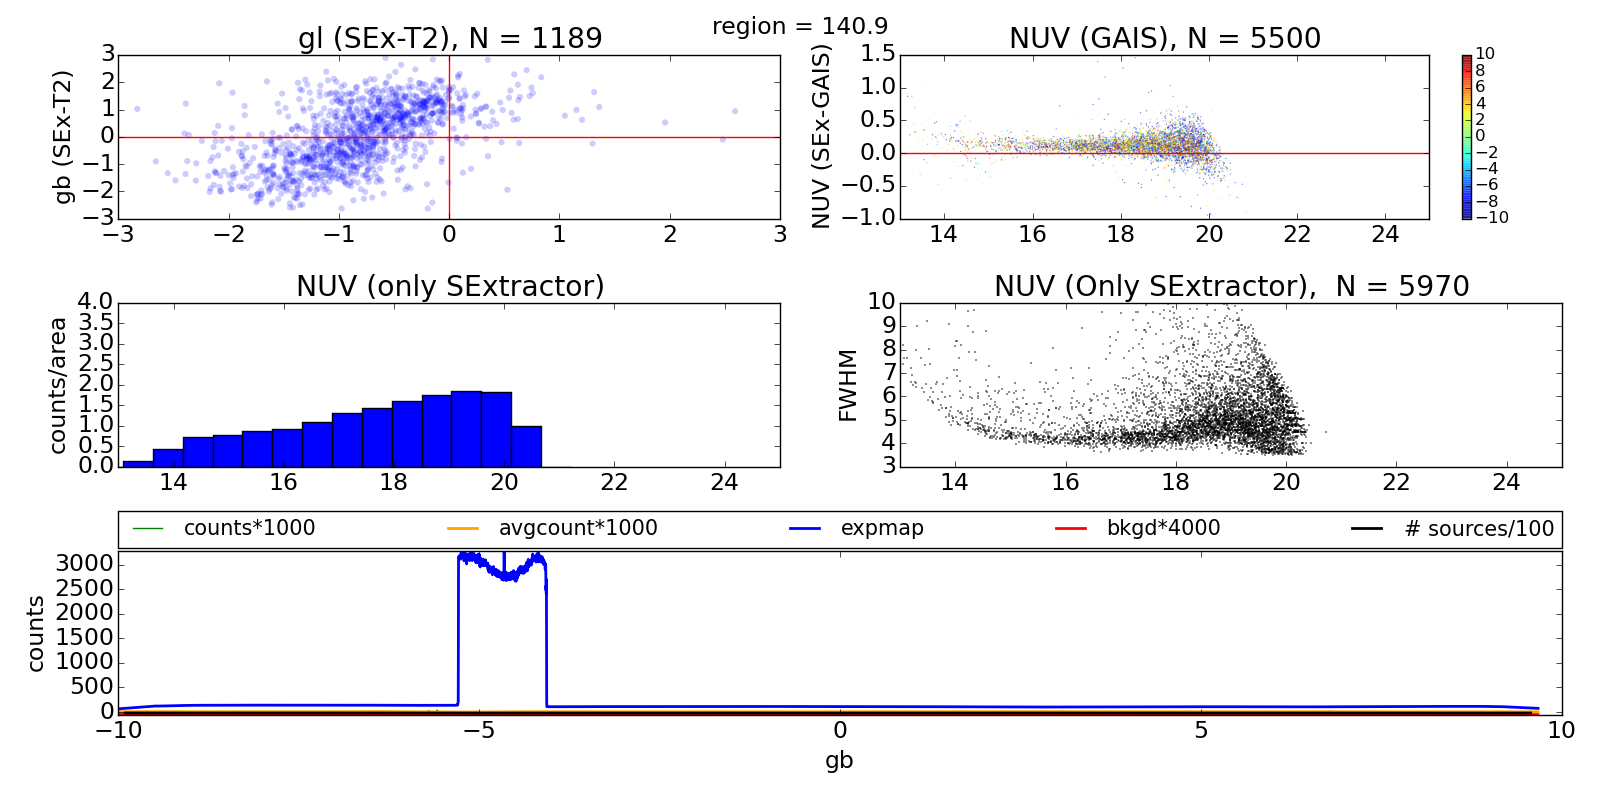 region = 140.9
gl (SEx-T2), N = 1189
gb (SEx-T2)
3
2
1
0
−1
−2
−3
−3 −2 −1 0 1 2 3
NUV (GAIS), N = 5500
NUV (SEx-GAIS)
1.5
1.0
0.5
0.0
−0.5
−1.0
14 16 18 20 22 24
10
8
6
4
2
0
−2
−4
−6
−8
−10
NUV (only SExtractor)
counts/area
4.0
3.5
3.0
2.5
2.0
1.5
1.0
0.5
0.0
14 16 18 20 22 24
NUV (Only SExtractor),  N = 5970
FWHM
10
9
8
7
6
5
4
3
14 16 18 20 22 24
counts*1000 avgcount*1000 expmap bkgd*4000 # sources/100
counts
3000
2500
2000
1500
1000
500
0
−10 −5 0 5 10
gb